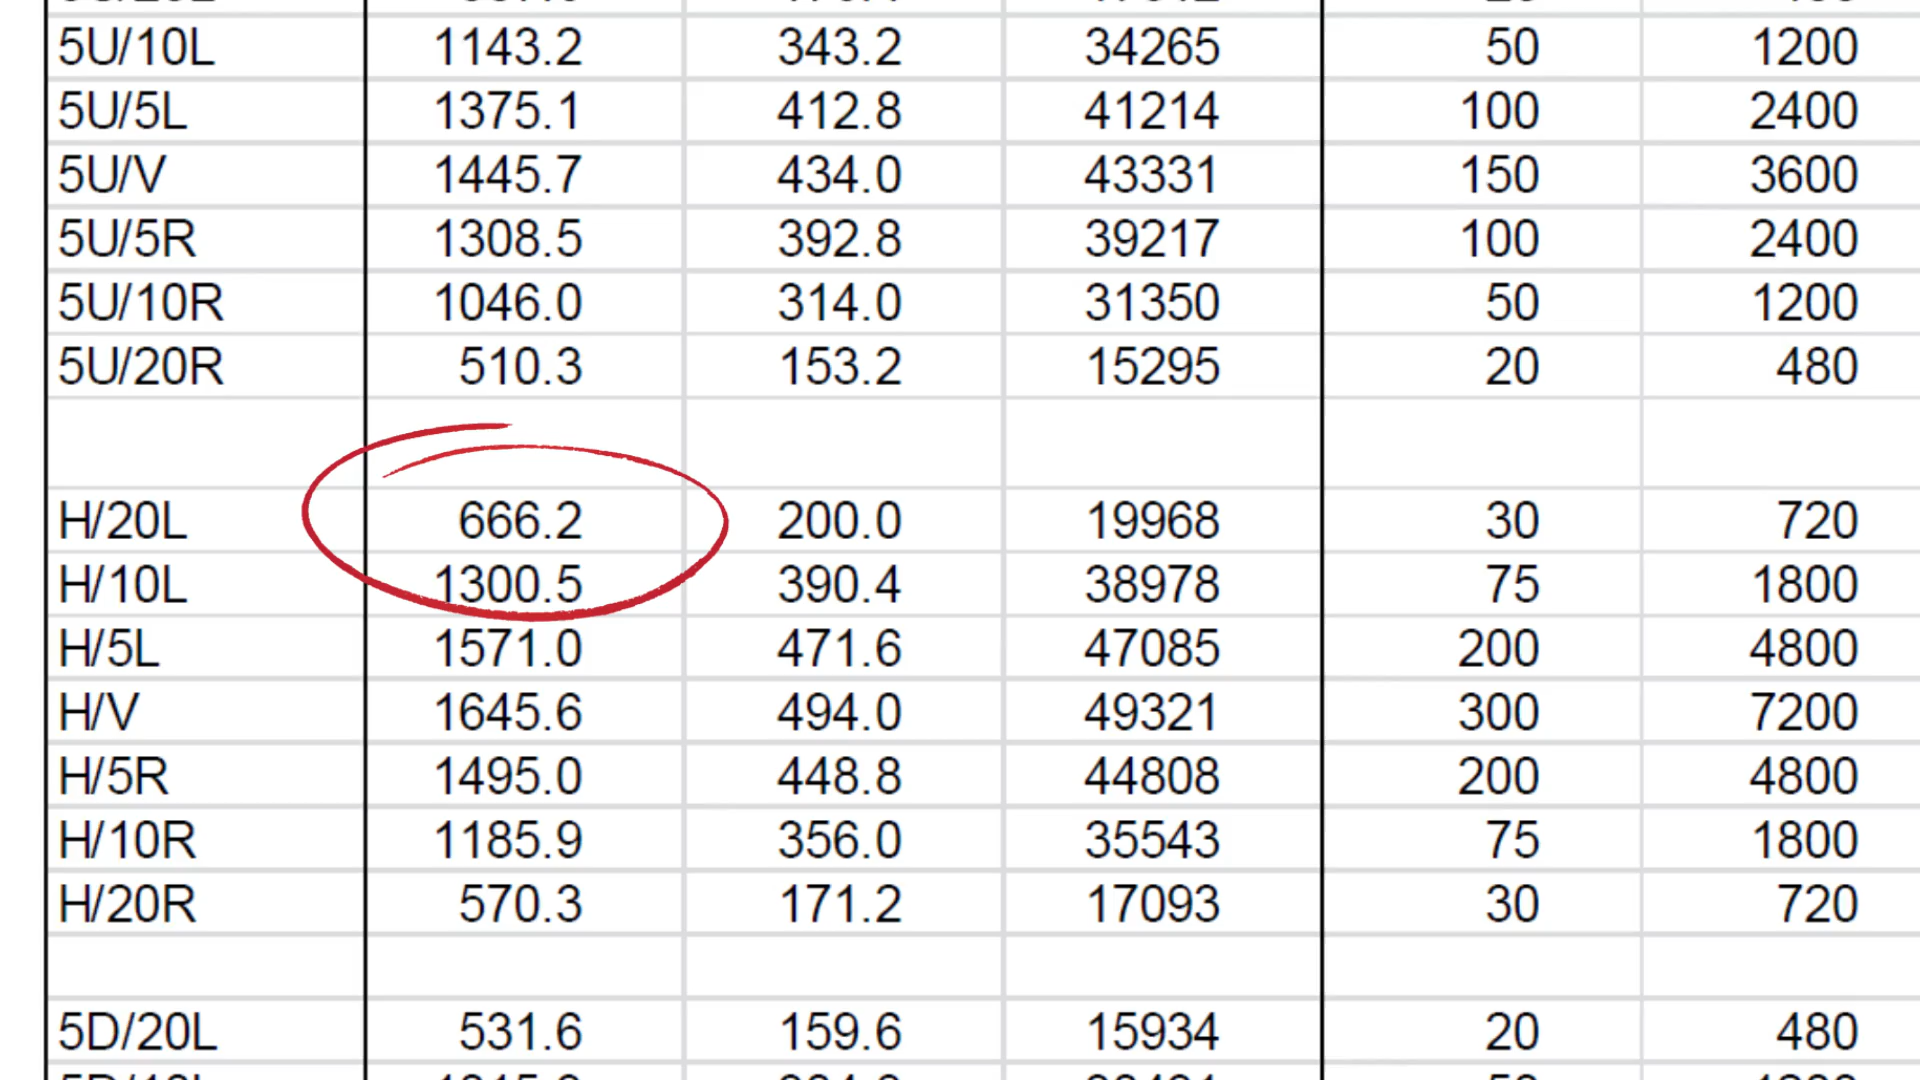 5U/10L 1143.2 343.2 34265 50 1200
5U/5L 1375.1 412.8 41214 100 2400
5U/V 1445.7 434.0 43331 150 3600
5U/5R 1308.5 392.8 39217 100 2400
5U/10R 1046.0 314.0 31350 50 1200
5U/20R 510.3 153.2 15295 20 480
H/20L 666.2 200.0 19968 30 720
H/10L 1300.5 390.4 38978 75 1800
H/5L 1571.0 471.6 47085 200 4800
H/V 1645.6 494.0 49321 300 7200
H/5R 1495.0 448.8 44808 200 4800
H/10R 1185.9 356.0 35543 75 1800
H/20R 570.3 171.2 17093 30 720
5D/20L 531.6 159.6 15934 20 480